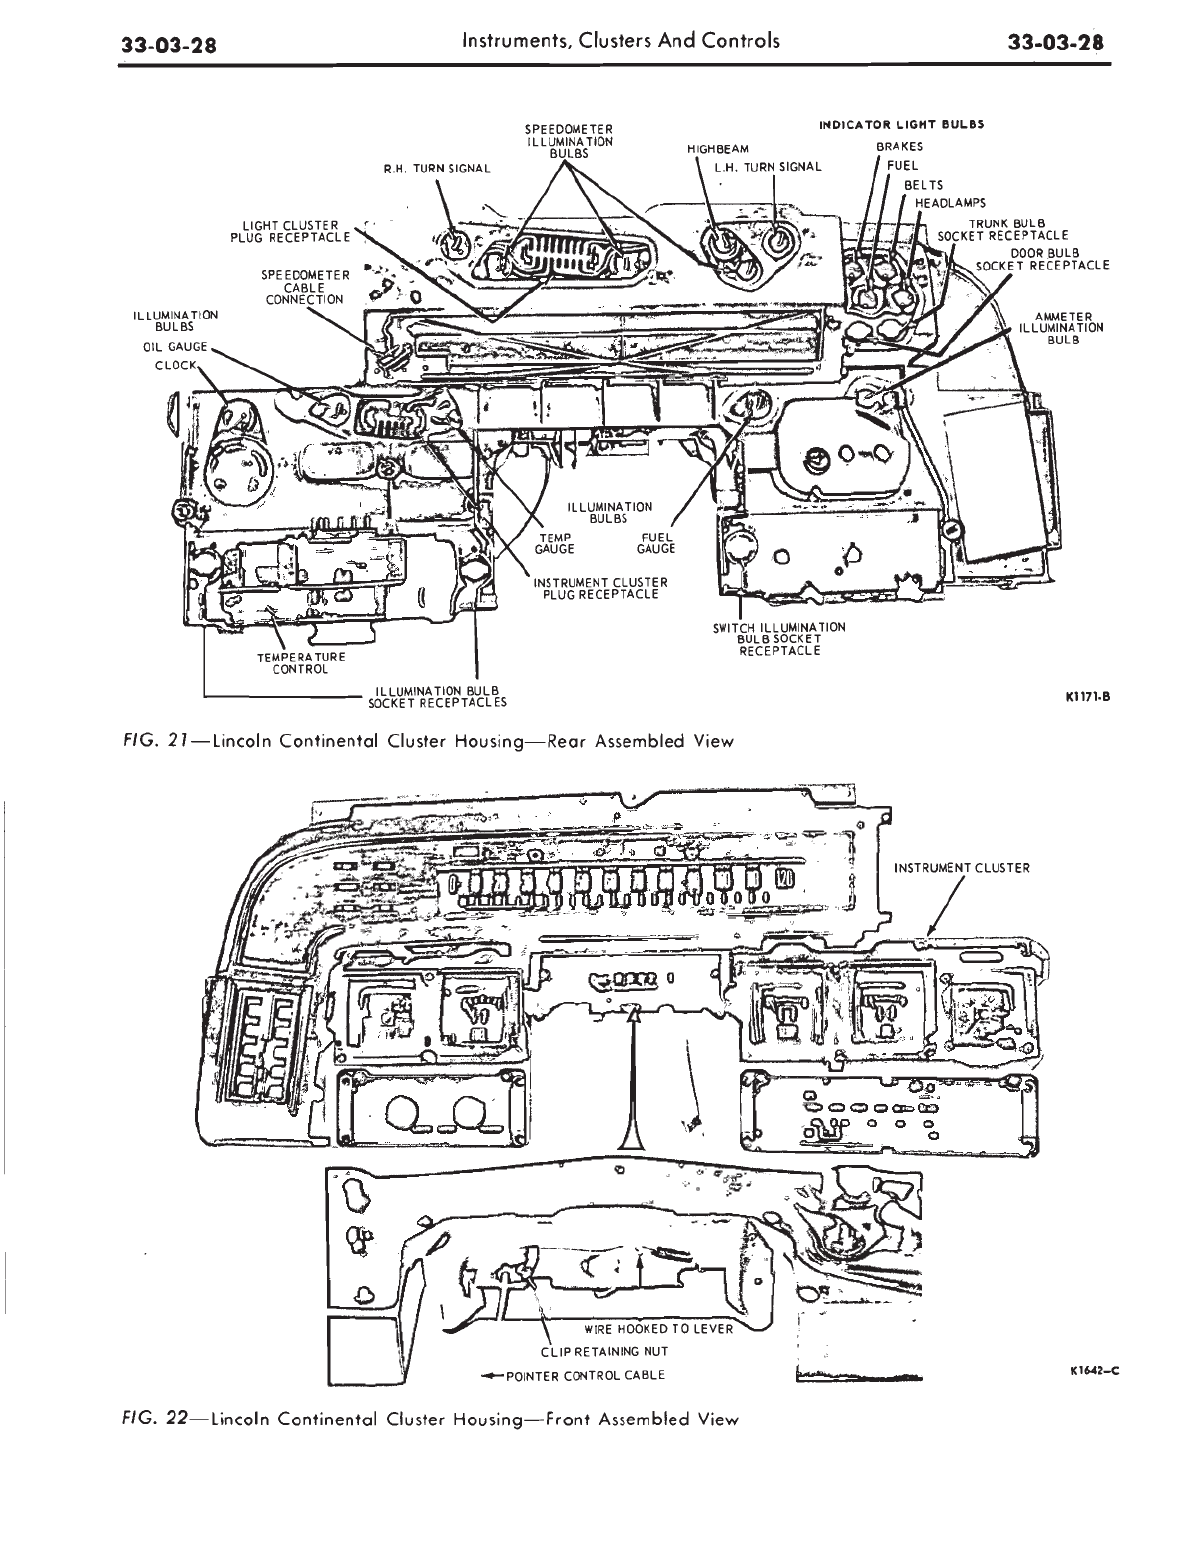 33-03-28
Instruments, Clusters And Controls
33-03-28
SPEEDOMETER
ILLUMINATION
BULBS
INDICATOR LIGHT BULBS
HIGHBEAM
BRAKES
R.H. TURN SIGNAL
L.H. TURN SIGNAL
FUEL
BELTS
HEADLAMPS
LIGHT CLUSTER
PLUG RECEPTACLE
TRUNK BULB
SOCKET RECEPTACLE
DOOR BULB
SOCKET RECEPTACLE
SPEEDOMETER
CABLE
CONNECTION
ILLUMINATION
BULBS
OIL GAUGE
CLOCK
AMMETER
ILLUMINATION
BULB
ILLUMINATION
BULBS
TEMP
GAUGE
FUEL
GAUGE
INSTRUMENT CLUSTER
PLUG RECEPTACLE
SWITCH ILLUMINATION
BULB SOCKET
RECEPTACLE
TEMPERATURE
CONTROL
ILLUMINATION BULB
SOCKET RECEPTACLES
K1171-B
FIG. 21—Lincoln Continental Cluster Housing—Rear Assembled View
INSTRUMENT CLUSTER
0
120
WIRE HOOKED TO LEVER
CLIP RETAINING NUT
POINTER CONTROL CABLE
K1642-C
FIG. 22—Lincoln Continental Cluster Housing—Front Assembled View